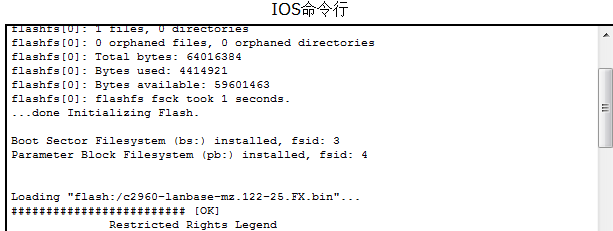 IOS命令行
flashfs[0]: 1 files, 0 directories
flashfs[0]: 0 orphaned files, 0 orphaned directories
flashfs[0]: Total bytes: 64016384
flashfs[0]: Bytes used: 4414921
flashfs[0]: Bytes available: 59601463
flashfs[0]: flashfs fsck took 1 seconds.
...done Initializing Flash.
Boot Sector Filesystem (bs:) installed, fsid: 3
Parameter Block Filesystem (pb:) installed, fsid: 4
Loading "flash:/c2960-lanbase-mz.122-25.FX.bin"...
########################## [OK]
Restricted Rights Legend